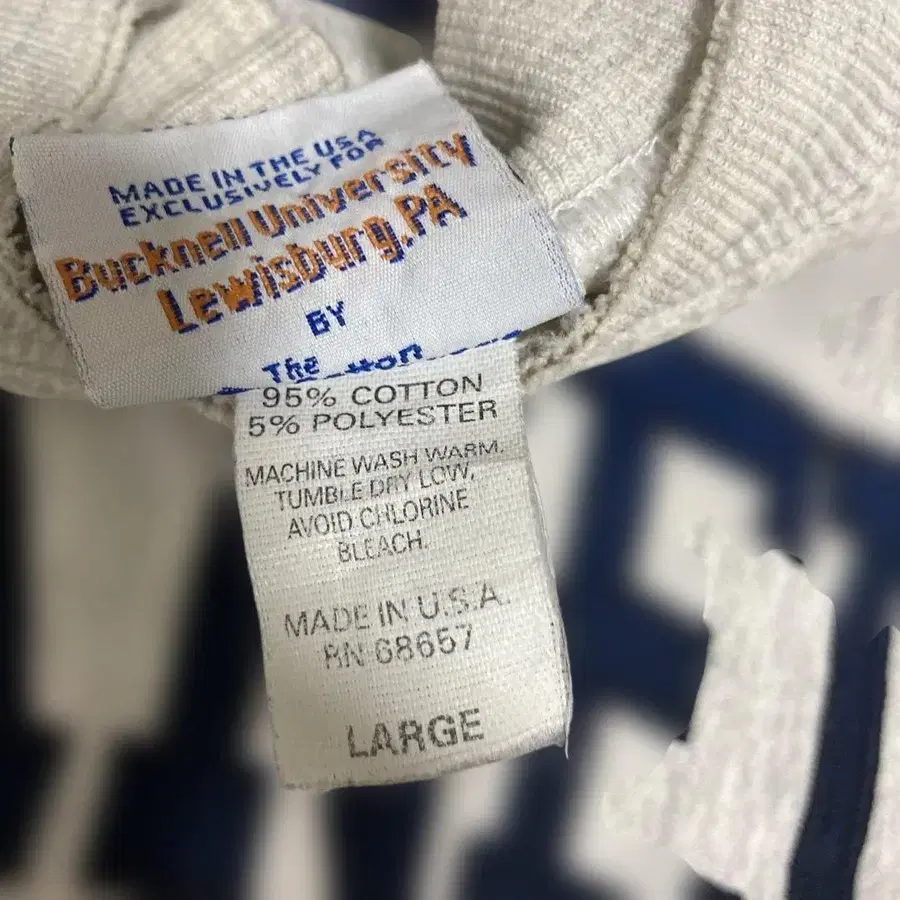 MADE IN THE USA
EXCLUSIVELY FOR
Bucknell University
Lewisburg, PA
BY
The
95% COTTON
5% POLYESTER
MACHINE WASH WARM.
TUMBLE DRY LOW,
AVOID CHLORINE
BLEACH.
MADE IN U.S.A.
RN 68657
LARGE